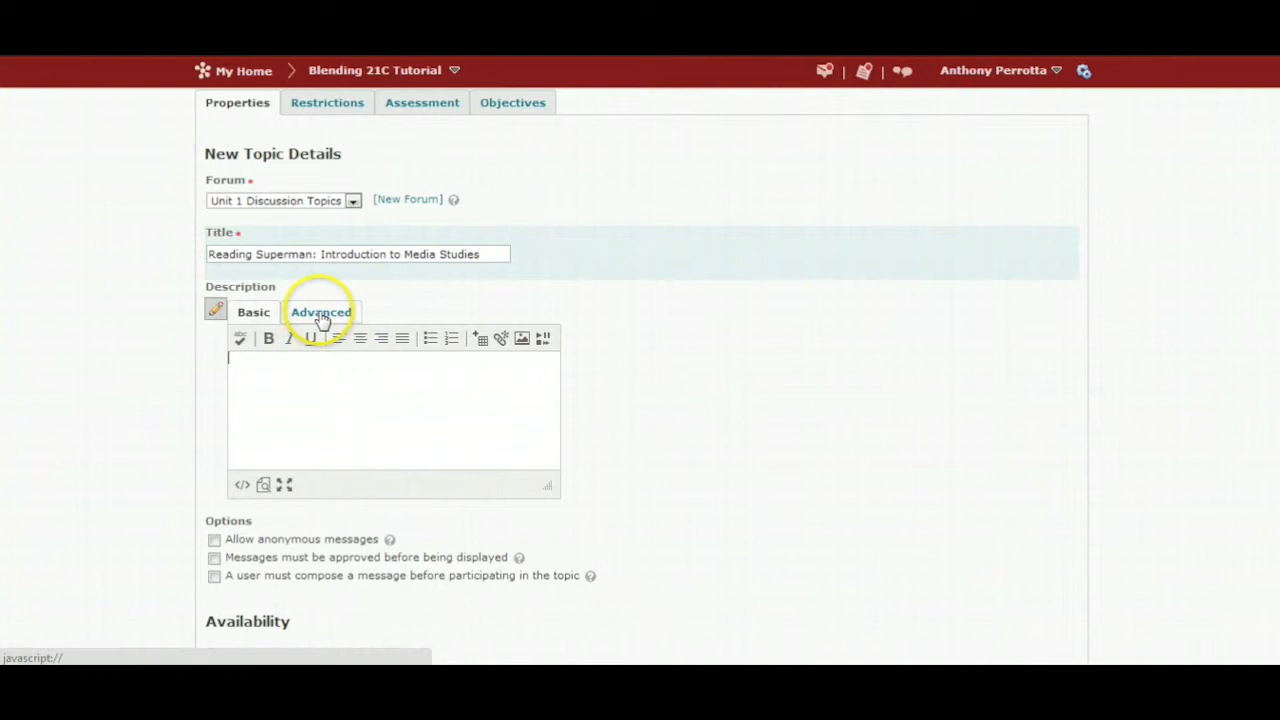 My Home Blending 21C Tutorial Anthony Perrotta
Properties Restrictions Assessment Objectives
New Topic Details
Forum *
Unit 1 Discussion Topics [New Forum] ?
Title *
Reading Superman: Introduction to Media Studies
Description
Basic Advanced
abc B I U
</>
Options
Allow anonymous messages ?
Messages must be approved before being displayed ?
A user must compose a message before participating in the topic ?
Availability
javascript://